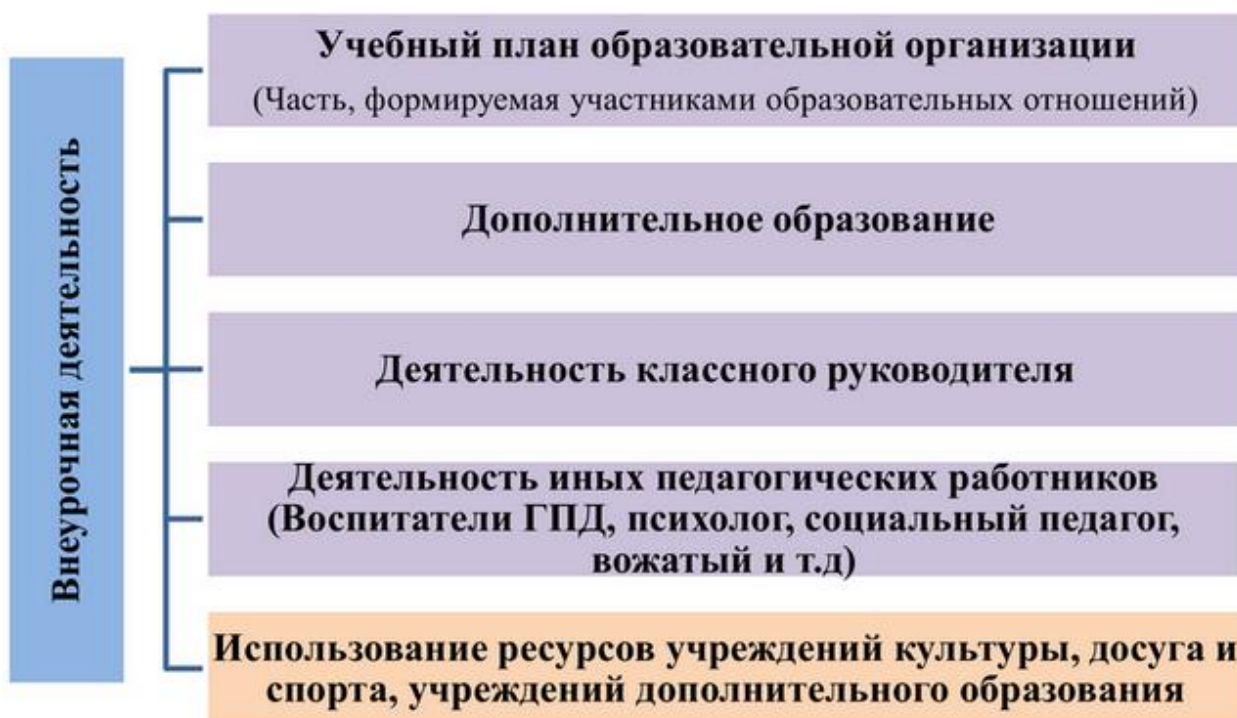 Внеурочная деятельность
Учебный план образовательной организации
(Часть, формируемая участниками образовательных отношений)
Дополнительное образование
Деятельность классного руководителя
Деятельность иных педагогических работников
(Воспитатели ГПД, психолог, социальный педагог,
вожатый и т.д)
Использование ресурсов учреждений культуры, досуга и
спорта, учреждений дополнительного образования